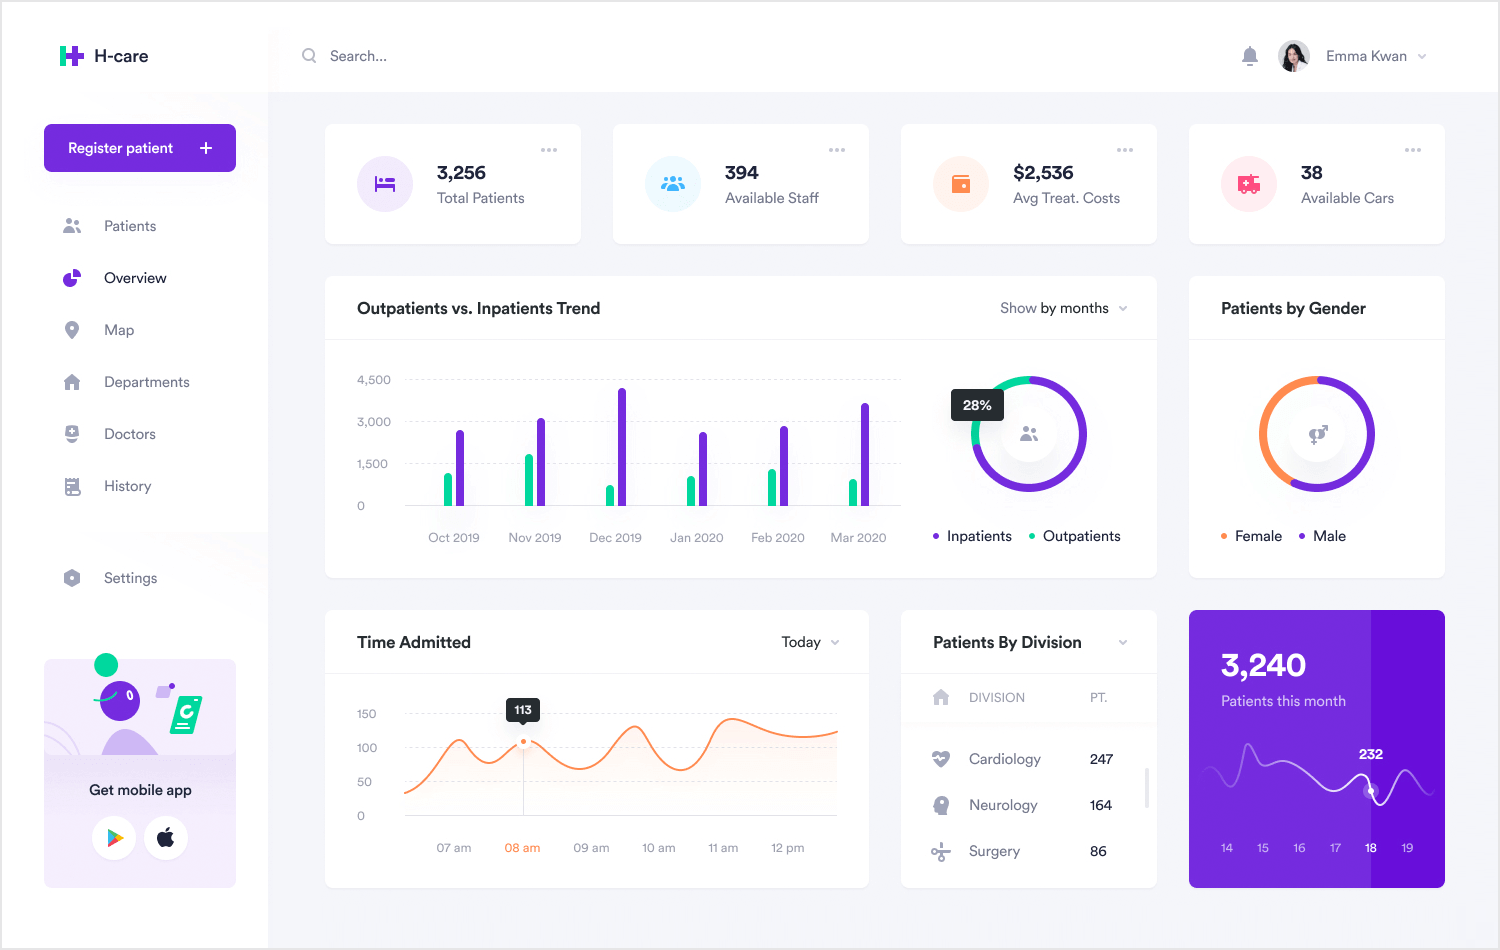 H-care
Search...
Emma Kwan
Register patient +
Patients
Overview
Map
Departments
Doctors
History
Settings
Get mobile app
3,256
Total Patients
394
Available Staff
$2,536
Avg Treat. Costs
38
Available Cars
Outpatients vs. Inpatients Trend
Show by months
4,500
3,000
1,500
0
Oct 2019 Nov 2019 Dec 2019 Jan 2020 Feb 2020 Mar 2020
28%
Inpatients Outpatients
Patients by Gender
Female Male
Time Admitted
Today
150
100
50
0
113
07 am 08 am 09 am 10 am 11 am 12 pm
Patients By Division
DIVISION PT.
Cardiology 247
Neurology 164
Surgery 86
3,240
Patients this month
232
14 15 16 17 18 19